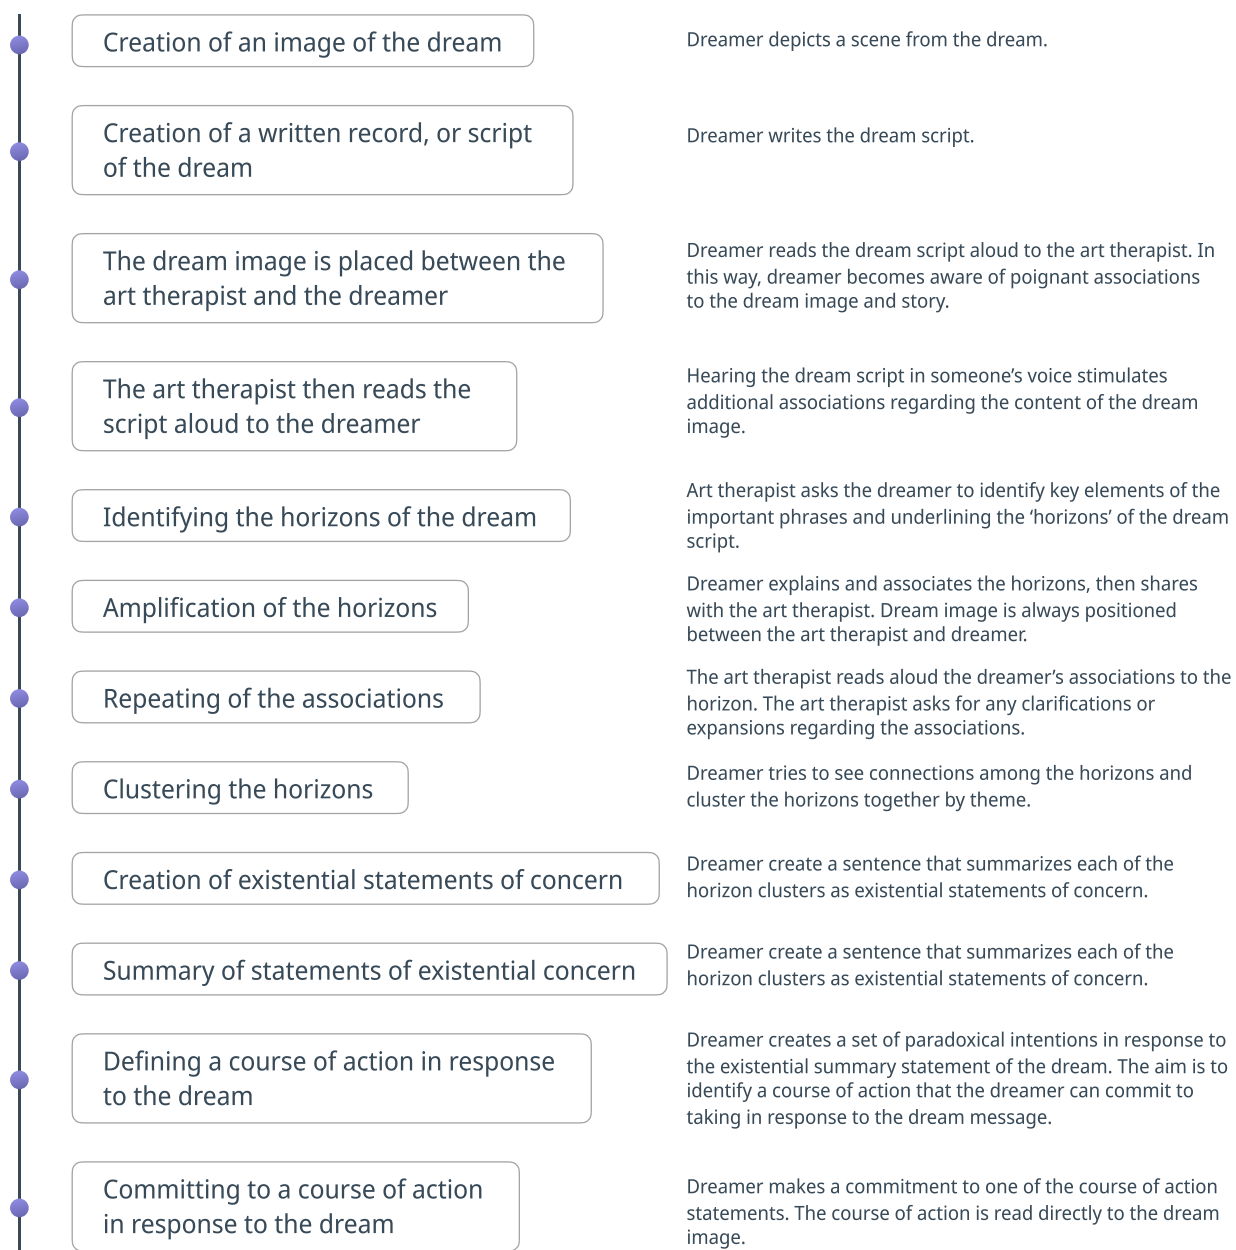 Creation of an image of the dream
Dreamer depicts a scene from the dream.
Creation of a written record, or script
of the dream
Dreamer writes the dream script.
The dream image is placed between the
art therapist and the dreamer
Dreamer reads the dream script aloud to the art therapist. In
this way, dreamer becomes aware of poignant associations
to the dream image and story.
The art therapist then reads the
script aloud to the dreamer
Hearing the dream script in someone’s voice stimulates
additional associations regarding the content of the dream
image.
Identifying the horizons of the dream
Art therapist asks the dreamer to identify key elements of the
important phrases and underlining the ‘horizons’ of the dream
script.
Amplification of the horizons
Dreamer explains and associates the horizons, then shares
with the art therapist. Dream image is always positioned
between the art therapist and dreamer.
Repeating of the associations
The art therapist reads aloud the dreamer’s associations to the
horizon. The art therapist asks for any clarifications or
expansions regarding the associations.
Clustering the horizons
Dreamer tries to see connections among the horizons and
cluster the horizons together by theme.
Creation of existential statements of concern
Dreamer create a sentence that summarizes each of the
horizon clusters as existential statements of concern.
Summary of statements of existential concern
Dreamer create a sentence that summarizes each of the
horizon clusters as existential statements of concern.
Defining a course of action in response
to the dream
Dreamer creates a set of paradoxical intentions in response to
the existential summary statement of the dream. The aim is to
identify a course of action that the dreamer can commit to
taking in response to the dream message.
Committing to a course of action
in response to the dream
Dreamer makes a commitment to one of the course of action
statements. The course of action is read directly to the dream
image.